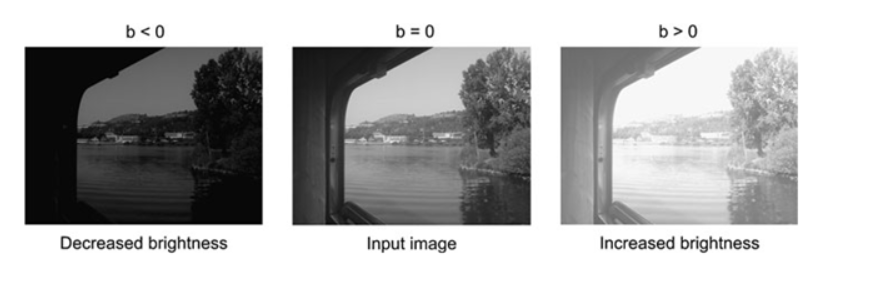 b < 0
b = 0
b > 0
Decreased brightness
Input image
Increased brightness